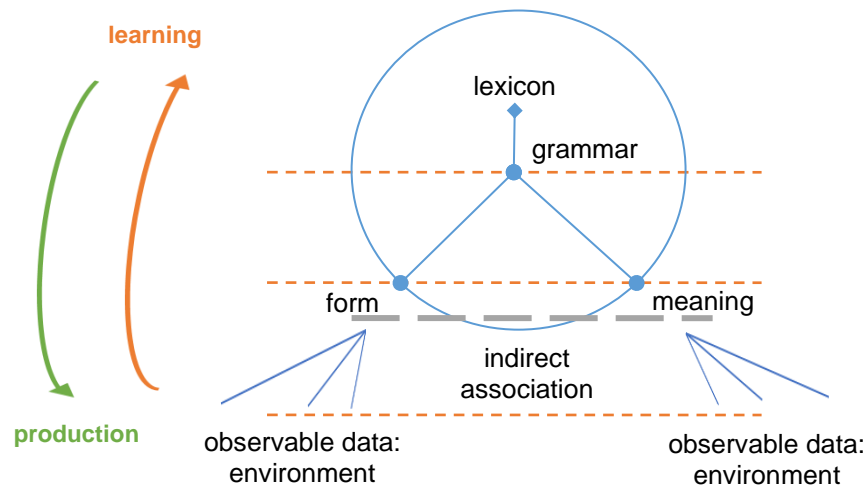 learning
lexicon
grammar
form
meaning
indirect
association
production
observable data:
environment
observable data:
environment